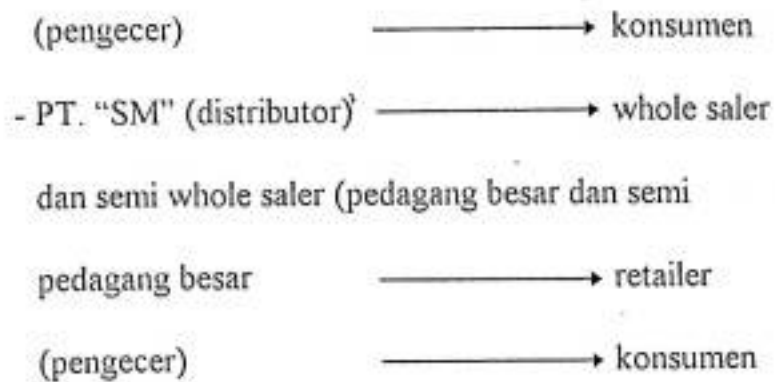 (pengecer) ⟶ konsumen
- PT. “SM” (distributor) ⟶ whole saler
dan semi whole saler (pedagang besar dan semi
pedagang besar ⟶ retailer
(pengecer) ⟶ konsumen